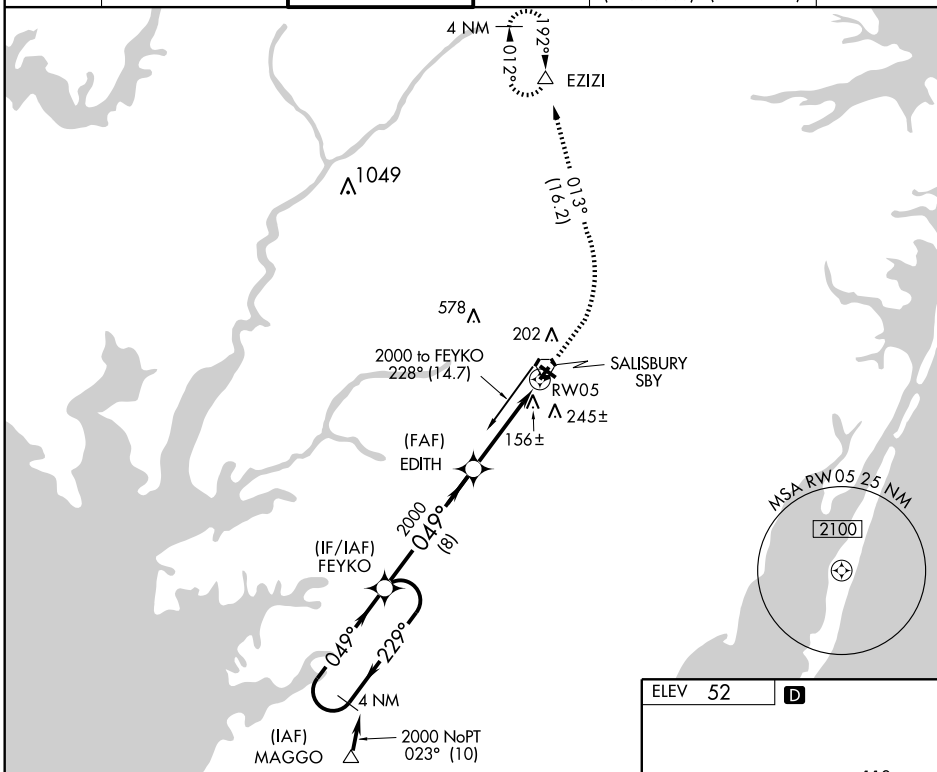 4 NM
012°
192°
EZIZI
1049
013°
(16.2)
578
202
2000 to FEYKO
228° (14.7)
SALISBURY
SBY
RW05
245±
156±
(FAF)
EDITH
MSA RW 05 25 NM
2100
2000
049°
(8)
(IF/IAF)
FEYKO
049°
229°
4 NM
(IAF)
MAGGO
2000 NoPT
023° (10)
ELEV 52
D